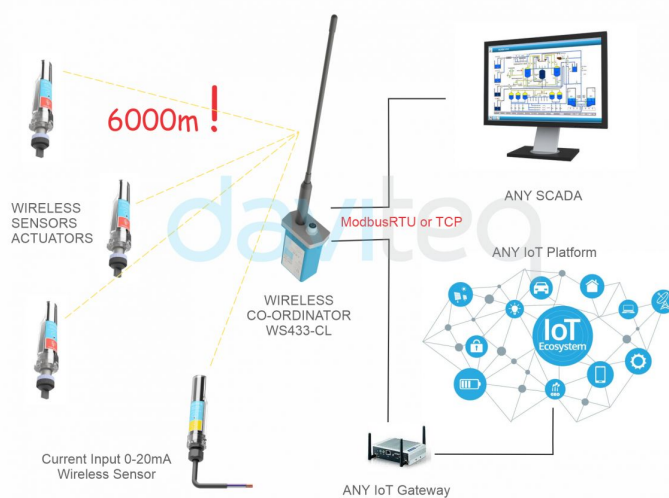 6000m!
WIRELESS
SENSORS
ACTUATORS
daviteq
ModbusRTU or TCP
WIRELESS
CO-ORDINATOR
WS433-CL
ANY SCADA
ANY IoT Platform
IoT
Ecosystem
Current Input 0-20mA
Wireless Sensor
ANY IoT Gateway